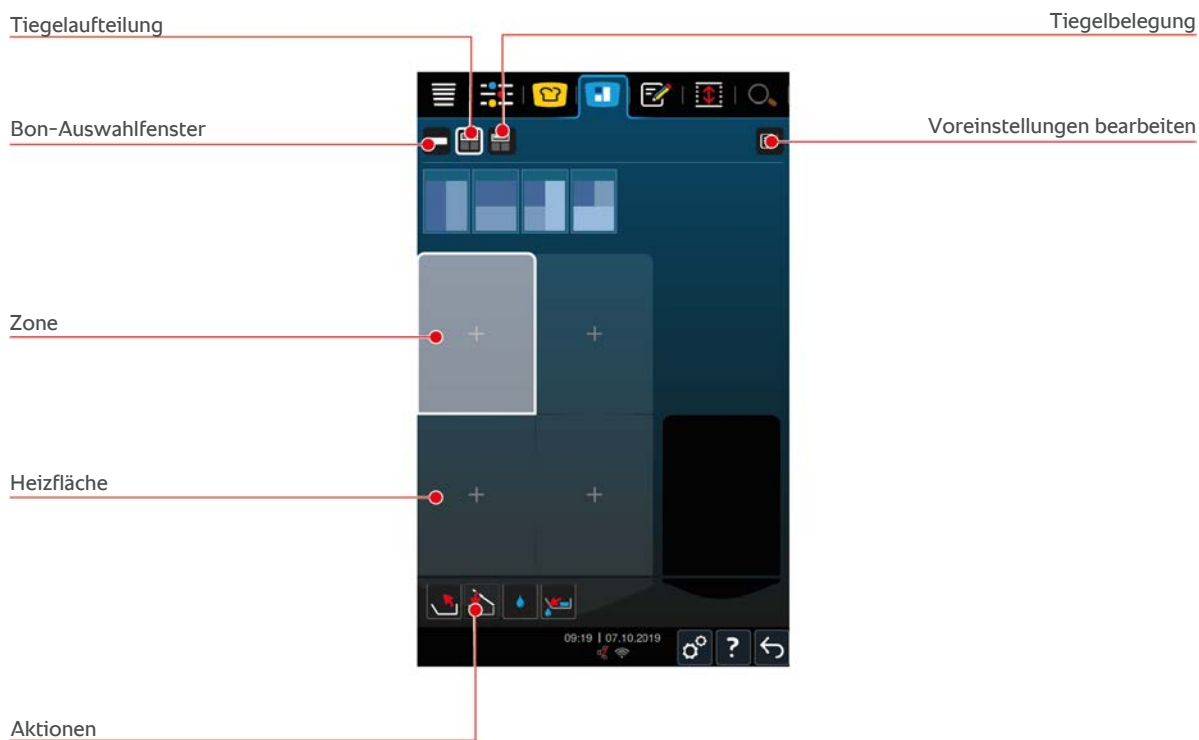 Tiegelaufteilung
Tiegelbelegung
Bon-Auswahlfenster
Voreinstellungen bearbeiten
Zone
Heizfläche
09:19 | 07.10.2019
?
Aktionen